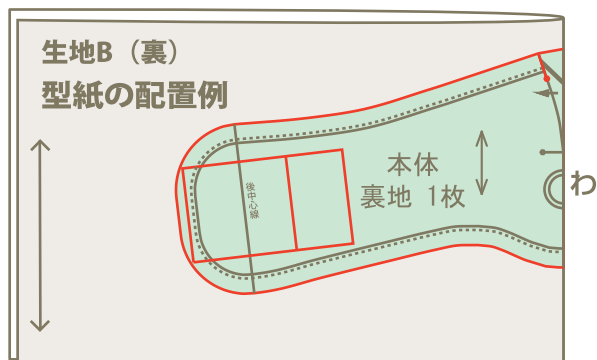 生地B（裏）
型紙の配置例
本体
裏地 1枚
後中心線
わ